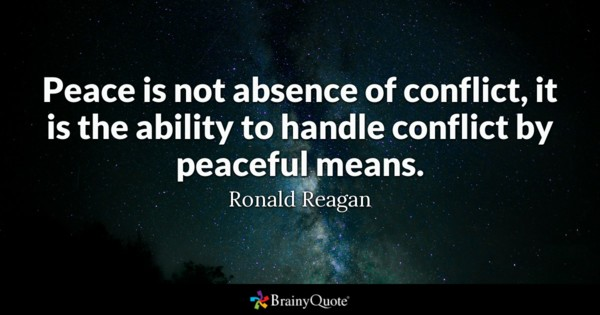 Peace is not absence of conflict, it
is the ability to handle conflict by
peaceful means.
Ronald Reagan
BrainyQuote®